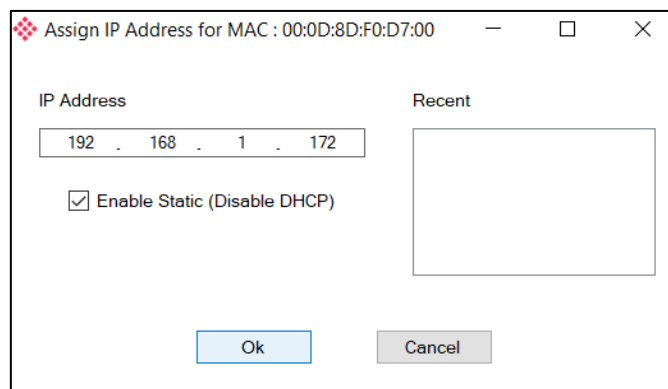 Assign IP Address for MAC : 00:0D:8D:F0:D7:00
IP Address
Recent
192 . 168 . 1 . 172
Enable Static (Disable DHCP)
Ok
Cancel